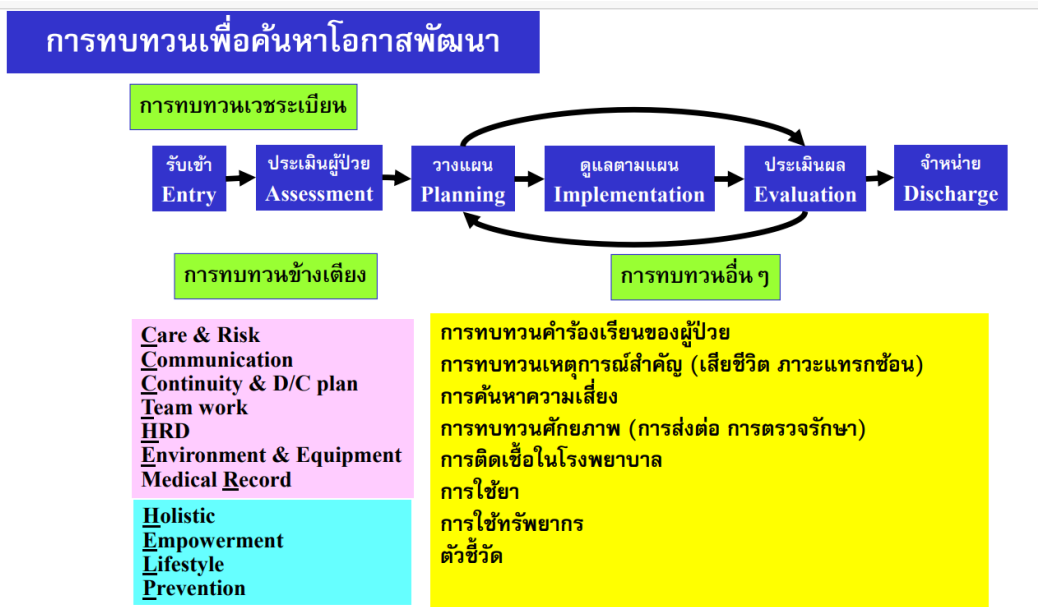 การทบทวนเพื่อค้นหาโอกาสพัฒนา
การทบทวนเวชระเบียน
รับเข้า
Entry
ประเมินผู้ป่วย
Assessment
วางแผน
Planning
ดูแลตามแผน
Implementation
ประเมินผล
Evaluation
จำหน่าย
Discharge
การทบทวนข้างเตียง
Care & Risk
Communication
Continuity & D/C plan
Team work
HRD
Environment & Equipment
Medical Record
Holistic
Empowerment
Lifestyle
Prevention
การทบทวนอื่น ๆ
การทบทวนคำร้องเรียนของผู้ป่วย
การทบทวนเหตุการณ์สำคัญ (เสียชีวิต ภาวะแทรกซ้อน)
การค้นหาความเสี่ยง
การทบทวนศักยภาพ (การส่งต่อ การตรวจรักษา)
การติดเชื้อในโรงพยาบาล
การใช้ยา
การใช้ทรัพยากร
ตัวชี้วัด